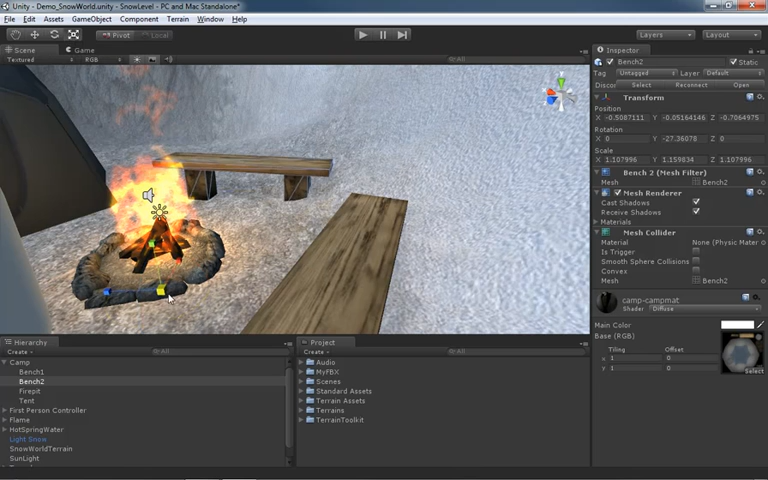 Unity - Demo_SnowWorld.unity - SnowLevel - PC and Mac Standalone*
File Edit Assets GameObject Component Terrain Window Help
Pivot Local Layers Layout
Scene Game
Textured RGB All
Inspector
Bench2 Static
Tag Untagged Layer Default
Select Reconnect Open
Transform
Position
X -0.5087111 Y -0.05164146 Z -0.7064975
Rotation
X 0 Y -27.36078 Z 0
Scale
X 1.107996 Y 1.159834 Z 1.107996
Bench 2 (Mesh Filter)
Mesh Bench2
Mesh Renderer
Cast Shadows
Receive Shadows
Materials
Mesh Collider
Material None (Physic Mater
Is Trigger
Smooth Sphere Collisions
Convex
Mesh Bench2
camp-campmat
Shader Diffuse
Main Color
Base (RGB)
Tiling Offset
x 1 0
y 1 0
Select
Hierarchy
Create All
Camp
Bench1
Bench2
Firepit
Tent
First Person Controller
Flame
HotSpringWater
Light Snow
SnowWorldTerrain
SunLight
Project
Create All
Audio
MyFBX
Scenes
Standard Assets
Terrain Assets
Terrains
TerrainToolkit